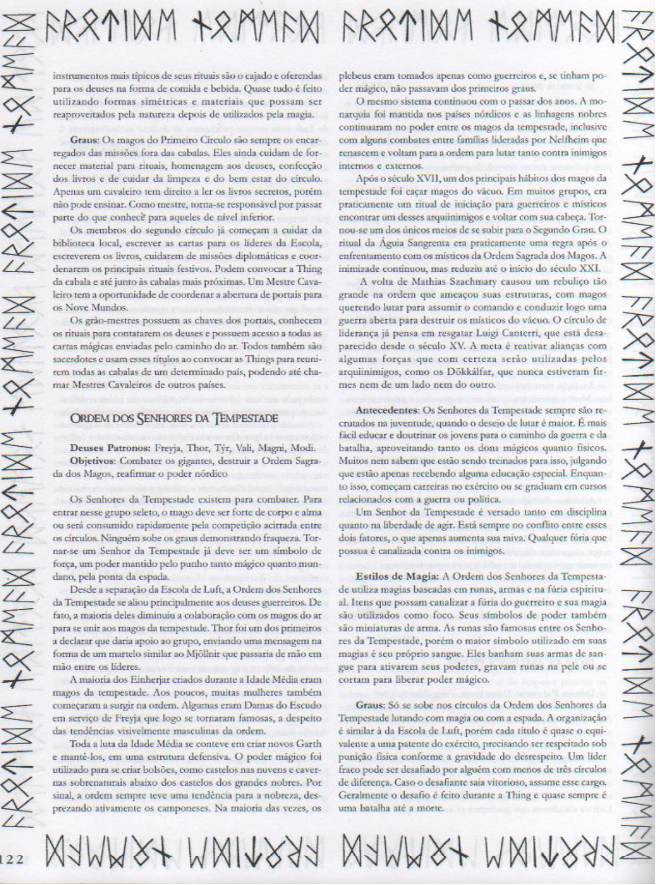 instrumentos mais típicos de seus rituais são o cajado e oferendas
para os deuses na forma de comida e bebida. Quase tudo é feito
utilizando formas simétricas e materiais que possam ser
reaproveitados pela natureza depois de utilizados pela magia.
Graus: Os magos do Primeiro Círculo são sempre os encar-
regados das missões fora das cabalas. Eles ainda cuidam de for-
necer material para rituais, homenagem aos deuses, confecção
dos livros e de cuidar da limpeza e do bem estar do círculo.
Apenas um cavaleiro tem direito a ler os livros secretos, porém
não pode ensinar. Como mestre, torna-se responsável por passar
parte do que conhece para aqueles de nível inferior.
Os membros do segundo círculo já começam a cuidar da
biblioteca local, escrever as cartas para os líderes da Escola,
escreverem os livros, cuidarem de missões diplomáticas e coor-
denarem os principais rituais festivos. Podem convocar a Thing
da cabala e até junto às cabalas mais próximas. Um Mestre Cava-
leiro tem a oportunidade de coordenar a abertura de portais para
os Nove Mundos.
Os grão-mestres possuem as chaves dos portais, conhecem
os rituais para contatarem os deuses e possuem acesso a todas as
cartas mágicas enviadas pelo caminho do ar. Todos também são
sacerdotes e usam esses títulos ao convocar as Things para reuni-
rem todas as cabalas de um determinado país, podendo até cha-
mar Mestres Cavaleiros de outros países.
ORDEM DOS SENHORES DA TEMPESTADE
Deuses Patronos: Freyja, Thor, Týr, Vali, Magni, Modi.
Objetivos: Combater os gigantes, destruir a Ordem Sagra-
da dos Magos, reafirmar o poder nórdico
Os Senhores da Tempestade existem para combater. Para
entrar nesse grupo seleto, o mago deve ser forte de corpo e alma
ou será consumido rapidamente pela competição acirrada entre
os círculos. Ninguém sobe os graus demonstrando fraqueza. Tor-
nar-se um Senhor da Tempestade já deve ser um símbolo de
força, um poder mantido pelo punho tanto mágico quanto mun-
dano, pela ponta da espada.
Desde a separação da Escola de Luft, a Ordem dos Senhores
da Tempestade se aliou principalmente aos deuses guerreiros. De
fato, a maioria deles diminuiu a colaboração com os magos do ar
para se unir aos magos da tempestade. Thor foi um dos primeiros
a declarar que daria apoio ao grupo, enviando uma mensagem na
forma de um martelo similar ao Mjöllnir que passaria de mão em
mão entre os líderes.
A maioria dos Einherjar criados durante a Idade Média eram
magos da tempestade. Aos poucos, muitas mulheres também
começaram a surgir na ordem. Algumas eram Damas do Escudo
em serviço de Freyja que logo se tornaram famosas, a despeito
das tendências visivelmente masculinas da ordem.
Toda a luta da Idade Média se conteve em criar novos Garth
e mantê-los, em uma estrutura defensiva. O poder mágico foi
utilizado para se criar bolsões, como castelos nas nuvens e caver-
nas sobrenaturais abaixo dos castelos dos grandes nobres. Por
sinal, a ordem sempre teve uma tendência para a nobreza, des-
prezando ativamente os camponeses. Na maioria das vezes, os
plebeus eram tomados apenas como guerreiros e, se tinham po-
der mágico, não passavam dos primeiros graus.
O mesmo sistema continuou com o passar dos anos. A mo-
narquia foi mantida nos países nórdicos e as linhagens nobres
continuaram no poder entre os magos da tempestade, inclusive
com alguns combates entre famílias lideradas por Nelfheim que
renascem e voltam para a ordem para lutar tanto contra inimigos
internos e externos.
Após o século XVII, um dos principais hábitos dos magos da
tempestade foi caçar magos do vácuo. Em muitos grupos, era
praticamente um ritual de iniciação para guerreiros e místicos
encontrar um desses arquiinimigos e voltar com sua cabeça. Tor-
nou-se um dos únicos meios de se subir para o Segundo Grau. O
ritual da Águia Sangrenta era praticamente uma regra após o
enfrentamento com os místicos da Ordem Sagrada dos Magos. A
inimizade continuou, mas reduziu até o início do século XXI.
A volta de Mathias Szachmary causou um rebuliço tão
grande na ordem que ameaçou suas estruturas, com magos
querendo lutar para assumir o comando e conduzir logo uma
guerra aberta para destruir os místicos do vácuo. O círculo de
liderança já pensa em resgatar Luigi Canterri, que está desa-
parecido desde o século XV. A meta é reativar alianças com
algumas forças que com certeza serão utilizadas pelos
arquiinimigos, como os Dökkálfar, que nunca estiveram fir-
mes nem de um lado nem do outro.
Antecedentes: Os Senhores da Tempestade sempre são re-
crutados na juventude, quando o desejo de lutar é maior. É mais
fácil educar e doutrinar os jovens para o caminho da guerra e da
batalha, aproveitando tanto os dons mágicos quanto físicos.
Muitos nem sabem que estão sendo treinados para isso, julgando
que estão apenas recebendo alguma educação especial. Enquan-
to isso, começam carreiras no exército ou se graduam em cursos
relacionados com a guerra ou política.
Um Senhor da Tempestade é versado tanto em disciplina
quanto na liberdade de agir. Está sempre no conflito entre esses
dois fatores, o que apenas aumenta sua raiva. Qualquer fúria que
possua é canalizada contra os inimigos.
Estilos de Magia: A Ordem dos Senhores da Tempesta-
de utiliza magias baseadas em runas, armas e na fúria espiritu-
al. Itens que possam canalizar a fúria do guerreiro e sua magia
são utilizados como foco. Seus símbolos de poder também
são miniaturas de arma. As runas são famosas entre os Senho-
res da Tempestade, porém o maior símbolo utilizado em suas
magias é seu próprio sangue. Eles banham suas armas de san-
gue para ativarem seus poderes, gravam runas na pele ou se
cortam para liberar poder mágico.
Graus: Só se sobe nos círculos da Ordem dos Senhores da
Tempestade lutando com magia ou com a espada. A organização
é similar à da Escola de Luft, porém cada título é quase o equi-
valente a uma patente do exército, precisando ser respeitado sob
punição física conforme a gravidade do desrespeito. Um líder
fraco pode ser desafiado por alguém com menos de três círculos
de diferença. Caso o desafiante saia vitorioso, assume esse cargo.
Geralmente o desafio é feito durante a Thing e quase sempre é
uma batalha até a morte.
122